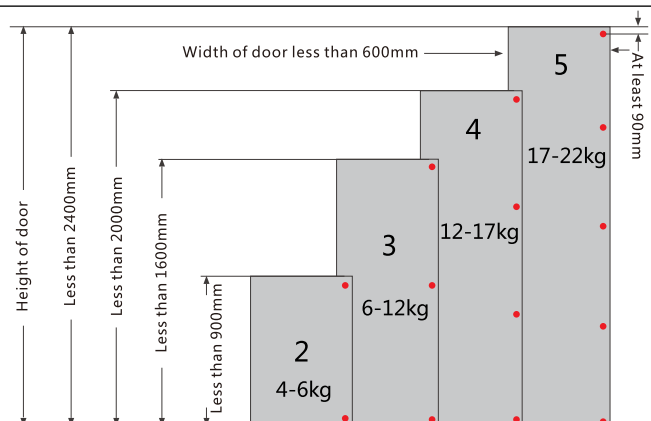 Width of door less than 600mm
At least 90mm
5
17-22kg
4
12-17kg
3
6-12kg
2
4-6kg
Height of door
Less than 2400mm
Less than 2000mm
Less than 1600mm
Less than 900mm